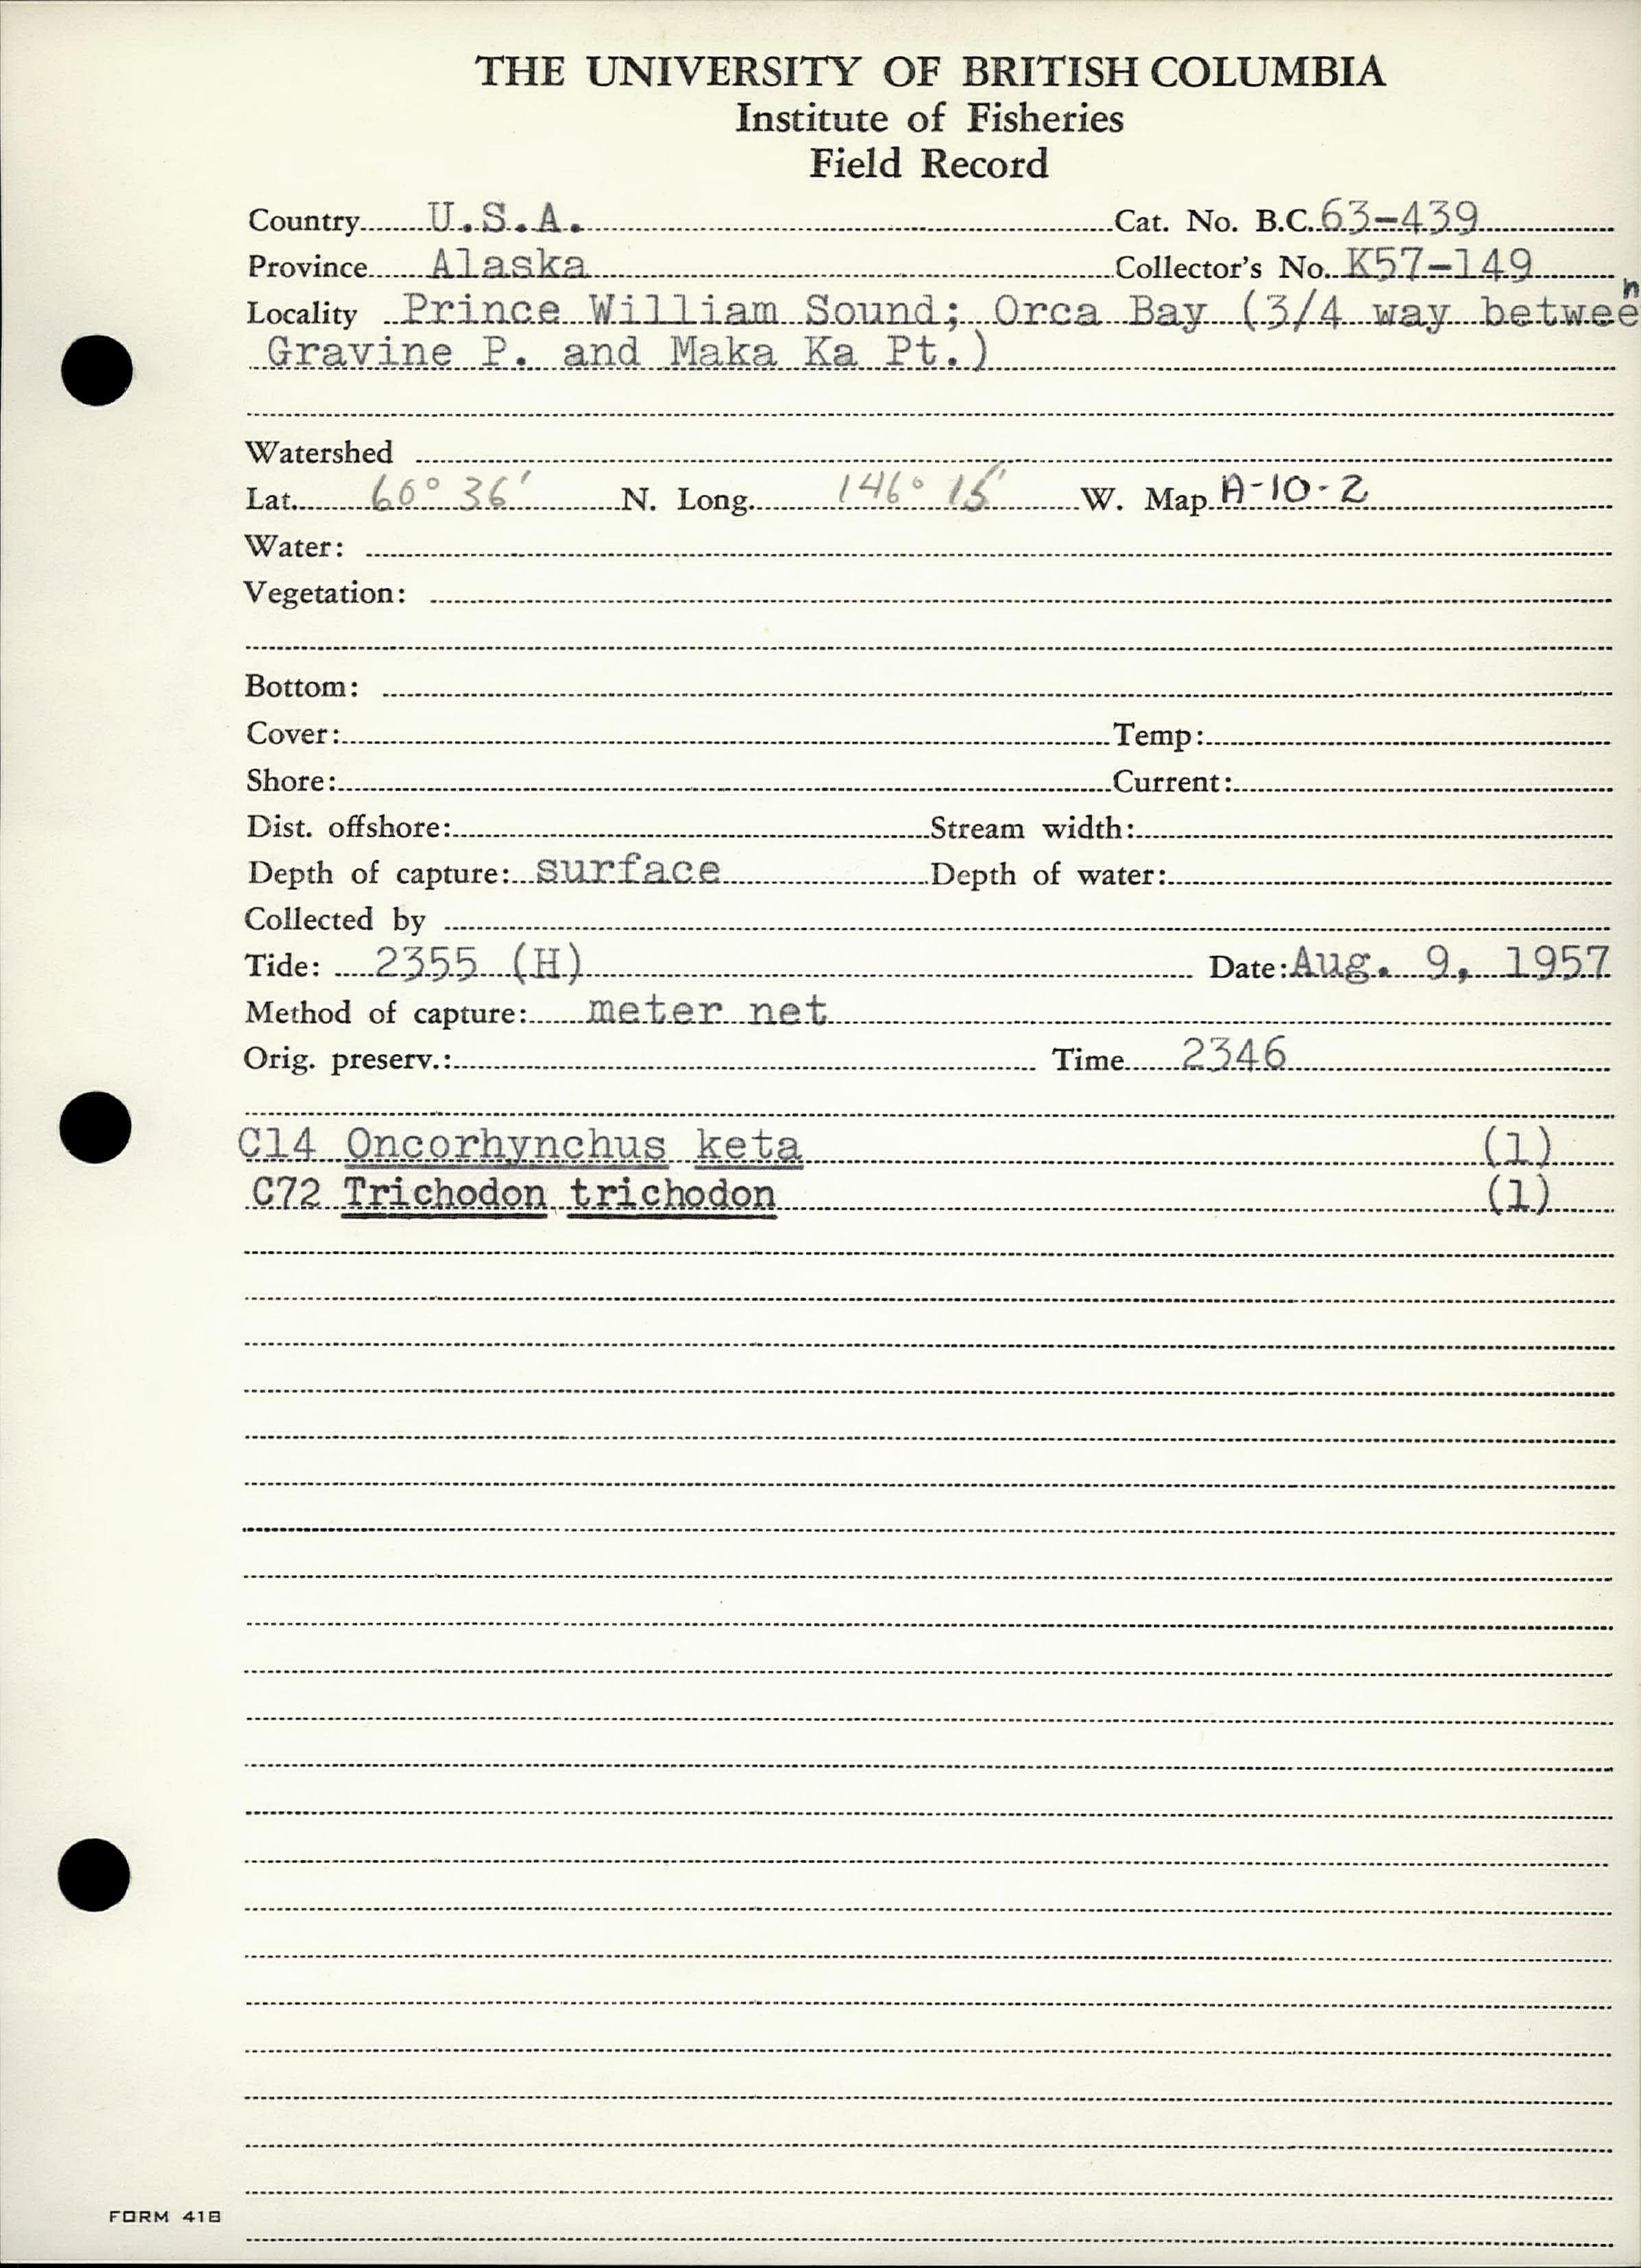 THE UNIVERSITY OF BRITISH COLUMBIA
Institute of Fisheries
Field Record
Country U.S.A. Cat. No. B.C. 63-439
Province Alaska Collector's No. K57-149
Locality Prince William Sound; Orca Bay (3/4 way between
Gravine P. and Maka Ka Pt.)
Watershed
Lat. 60° 36' N. Long. 146° 15' W. Map A-10-2
Water:
Vegetation:
Bottom:
Cover: Temp:
Shore: Current:
Dist. offshore: Stream width:
Depth of capture: surface Depth of water:
Collected by
Tide: 2355 (H) Date: Aug. 9, 1957
Method of capture: meter net
Orig. preserv.: Time 2346
C14 Oncorhynchus keta (1)
C72 Trichodon trichodon (1)
FORM 41B